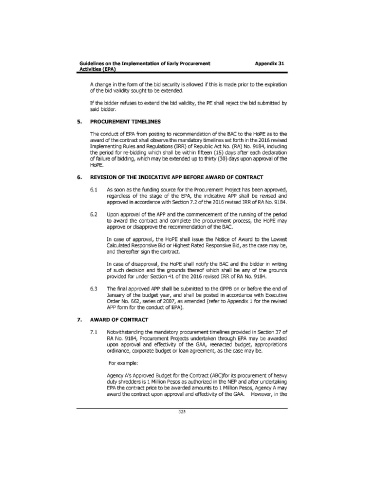 Guidelines on the Implementation of Early Procurement Appendix 31
Activities (EPA)
A change in the form of the bid security is allowed if this is made prior to the expiration
of the bid validity sought to be extended.
If the bidder refuses to extend the bid validity, the PE shall reject the bid submitted by
said bidder.
5. PROCUREMENT TIMELINES
The conduct of EPA from posting to recommendation of the BAC to the HoPE as to the
award of the contract shall observe the mandatory timelines set forth in the 2016 revised
Implementing Rules and Regulations (IRR) of Republic Act No. (RA) No. 9184, including
the period for re-bidding which shall be within fifteen (15) days after each declaration
of failure of bidding, which may be extended up to thirty (30) days upon approval of the
HoPE.
6. REVISION OF THE INDICATIVE APP BEFORE AWARD OF CONTRACT
6.1 As soon as the funding source for the Procurement Project has been approved,
regardless of the stage of the EPA, the indicative APP shall be revised and
approved in accordance with Section 7.2 of the 2016 revised IRR of RA No. 9184.
6.2 Upon approval of the APP and the commencement of the running of the period
to award the contract and complete the procurement process, the HoPE may
approve or disapprove the recommendation of the BAC.
In case of approval, the HoPE shall issue the Notice of Award to the Lowest
Calculated Responsive Bid or Highest Rated Responsive Bid, as the case may be,
and thereafter sign the contract.
In case of disapproval, the HoPE shall notify the BAC and the bidder in writing
of such decision and the grounds thereof which shall be any of the grounds
provided for under Section 41 of the 2016 revised IRR of RA No. 9184.
6.3 The final approved APP shall be submitted to the GPPB on or before the end of
January of the budget year, and shall be posted in accordance with Executive
Order No. 662, series of 2007, as amended (refer to Appendix 1 for the revised
APP form for the conduct of EPA).
7. AWARD OF CONTRACT
7.1 Notwithstanding the mandatory procurement timelines provided in Section 37 of
RA No. 9184, Procurement Projects undertaken through EPA may be awarded
upon approval and effectivity of the GAA, reenacted budget, appropriations
ordinance, corporate budget or loan agreement, as the case may be.
For example:
Agency A's Approved Budget for the Contract (ABC)for its procurement of heavy
duty shredders is 1 Million Pesos as authorized in the NEP and after undertaking
EPA the contract price to be awarded amounts to 1 Million Pesos, Agency A may
award the contract upon approval and effectivity of the GAA. However, in the